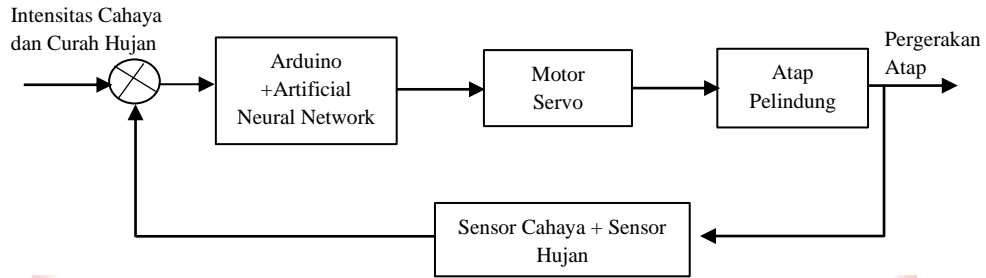 Intensitas Cahaya
dan Curah Hujan
Arduino
+Artificial
Neural Network
Motor
Servo
Atap
Pelindung
Pergerakan
Atap
Sensor Cahaya + Sensor
Hujan